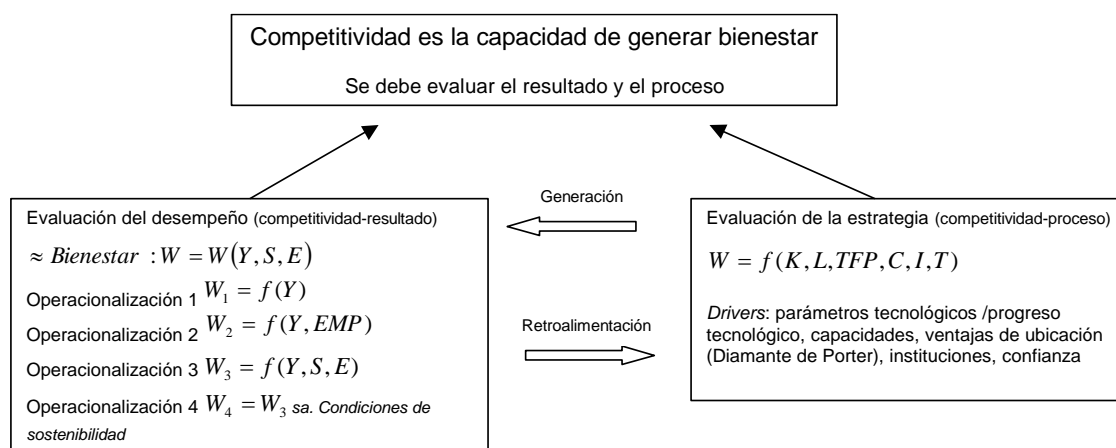 Competitividad es la capacidad de generar bienestar
Se debe evaluar el resultado y el proceso
Generación
Evaluación del desempeño (competitividad-resultado)
≈ Bienestar : W = W(Y, S, E)
Operacionalización 1 W₁ = f(Y)
Operacionalización 2 W₂ = f(Y, EMP)
Operacionalización 3 W₃ = f(Y, S, E)
Operacionalización 4 W₄ = W₃ sa. Condiciones de
sostenibilidad
Retroalimentación
Evaluación de la estrategia (competitividad-proceso)
W = f(K, L, TFP, C, I, T)
Drivers: parámetros tecnológicos /progreso
tecnológico, capacidades, ventajas de ubicación
(Diamante de Porter), instituciones, confianza